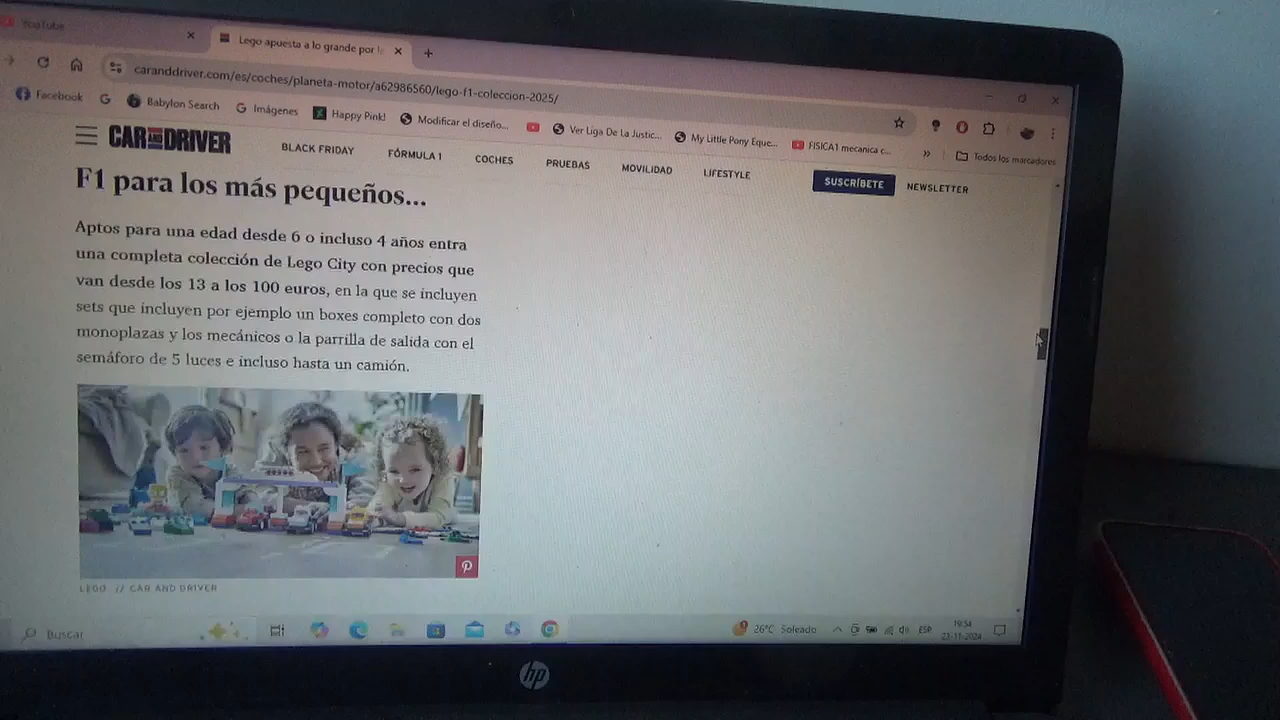 YouTube
Lego apuesta a lo grande por l
caranddriver.com/es/coches/planeta-motor/a62986560/lego-f1-coleccion-2025/
Facebook
Babylon Search
Imágenes
Happy Pink!
Modificar el diseño...
Ver Liga De La Justic...
My Little Pony Eque...
FISICA1 mecanica c...
Todos los marcadores
CAR AND DRIVER
BLACK FRIDAY
FÓRMULA 1
COCHES
PRUEBAS
MOVILIDAD
LIFESTYLE
SUSCRÍBETE
NEWSLETTER
F1 para los más pequeños...
Aptos para una edad desde 6 o incluso 4 años entra
una completa colección de Lego City con precios que
van desde los 13 a los 100 euros, en la que se incluyen
sets que incluyen por ejemplo un boxes completo con dos
monoplazas y los mecánicos o la parrilla de salida con el
semáforo de 5 luces e incluso hasta un camión.
LEGO // CAR AND DRIVER
Buscar
26°C Soleado
ESP
19:54
23-11-2024
hp